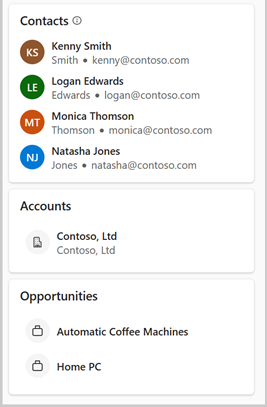 Contacts
KS Kenny Smith
Smith • kenny@contoso.com
LE Logan Edwards
Edwards • logan@contoso.com
MT Monica Thomson
Thomson • monica@contoso.com
NJ Natasha Jones
Jones • natasha@contoso.com
Accounts
Contoso, Ltd
Contoso, Ltd
Opportunities
Automatic Coffee Machines
Home PC